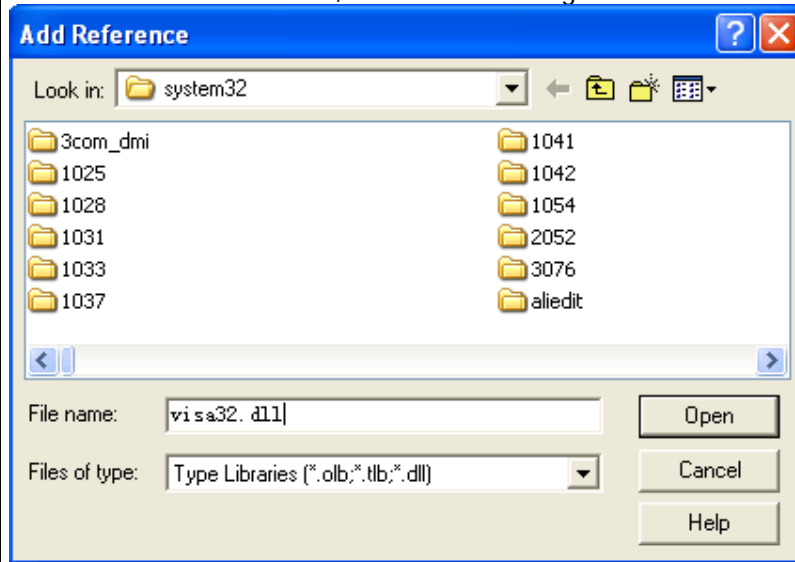 Add Reference
Look in: system32
3com_dmi
1025
1028
1031
1033
1037
1041
1042
1054
2052
3076
aliedit
File name: visa32.dll Open
Files of type: Type Libraries (*.olb;*.tlb;*.dll) Cancel
Help